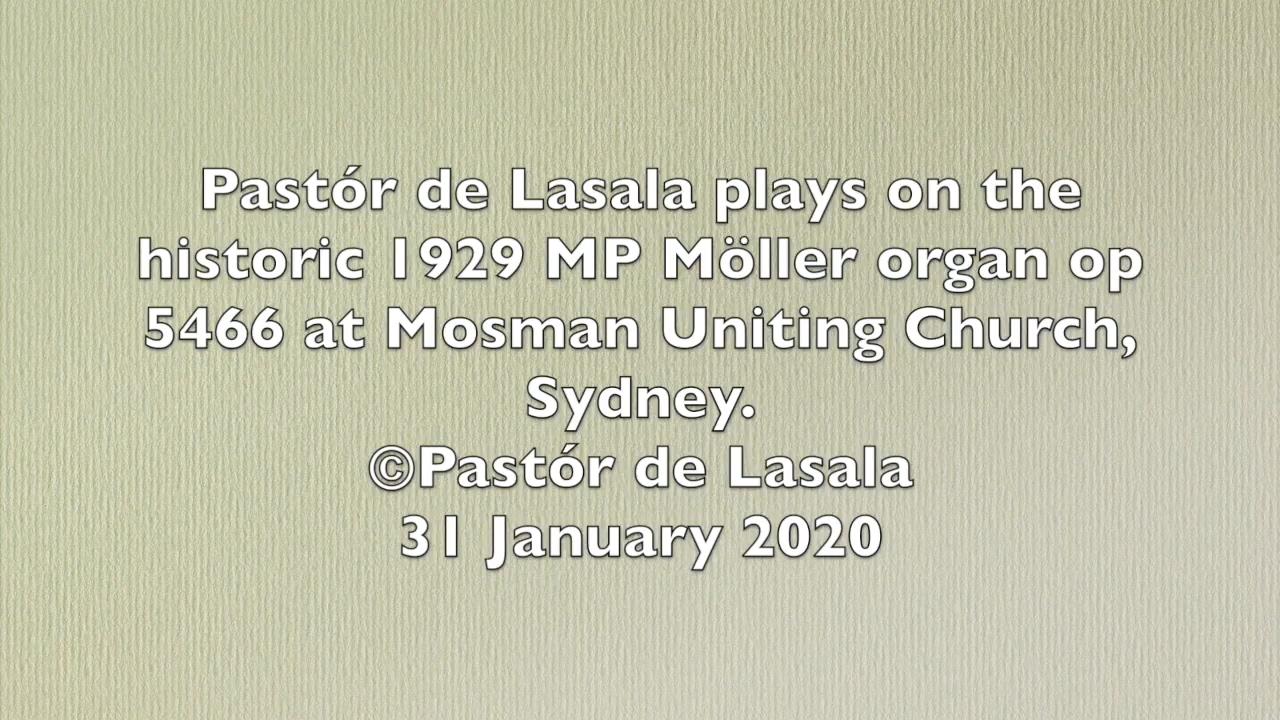 Pastór de Lasala plays on the
historic 1929 MP Möller organ op
5466 at Mosman Uniting Church,
Sydney.
©Pastór de Lasala
31 January 2020